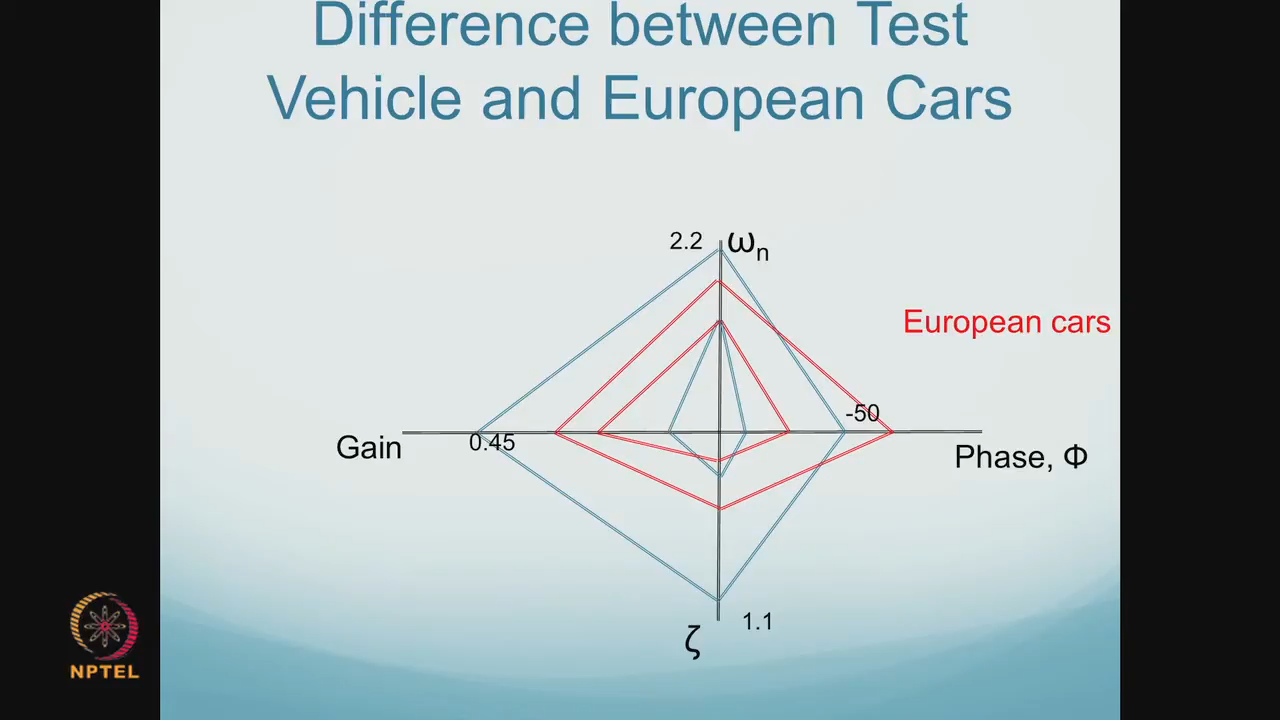 Difference between Test
Vehicle and European Cars
2.2
ωn
European cars
-50
Gain
0.45
Phase, Φ
ζ
1.1
NPTEL